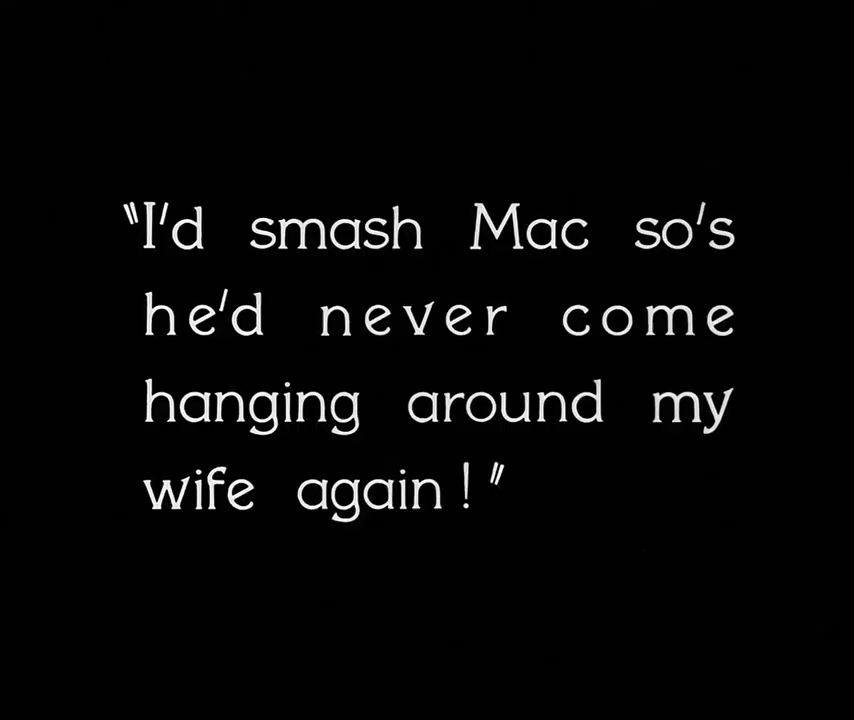 "I'd smash Mac so's
he'd never come
hanging around my
wife again!"